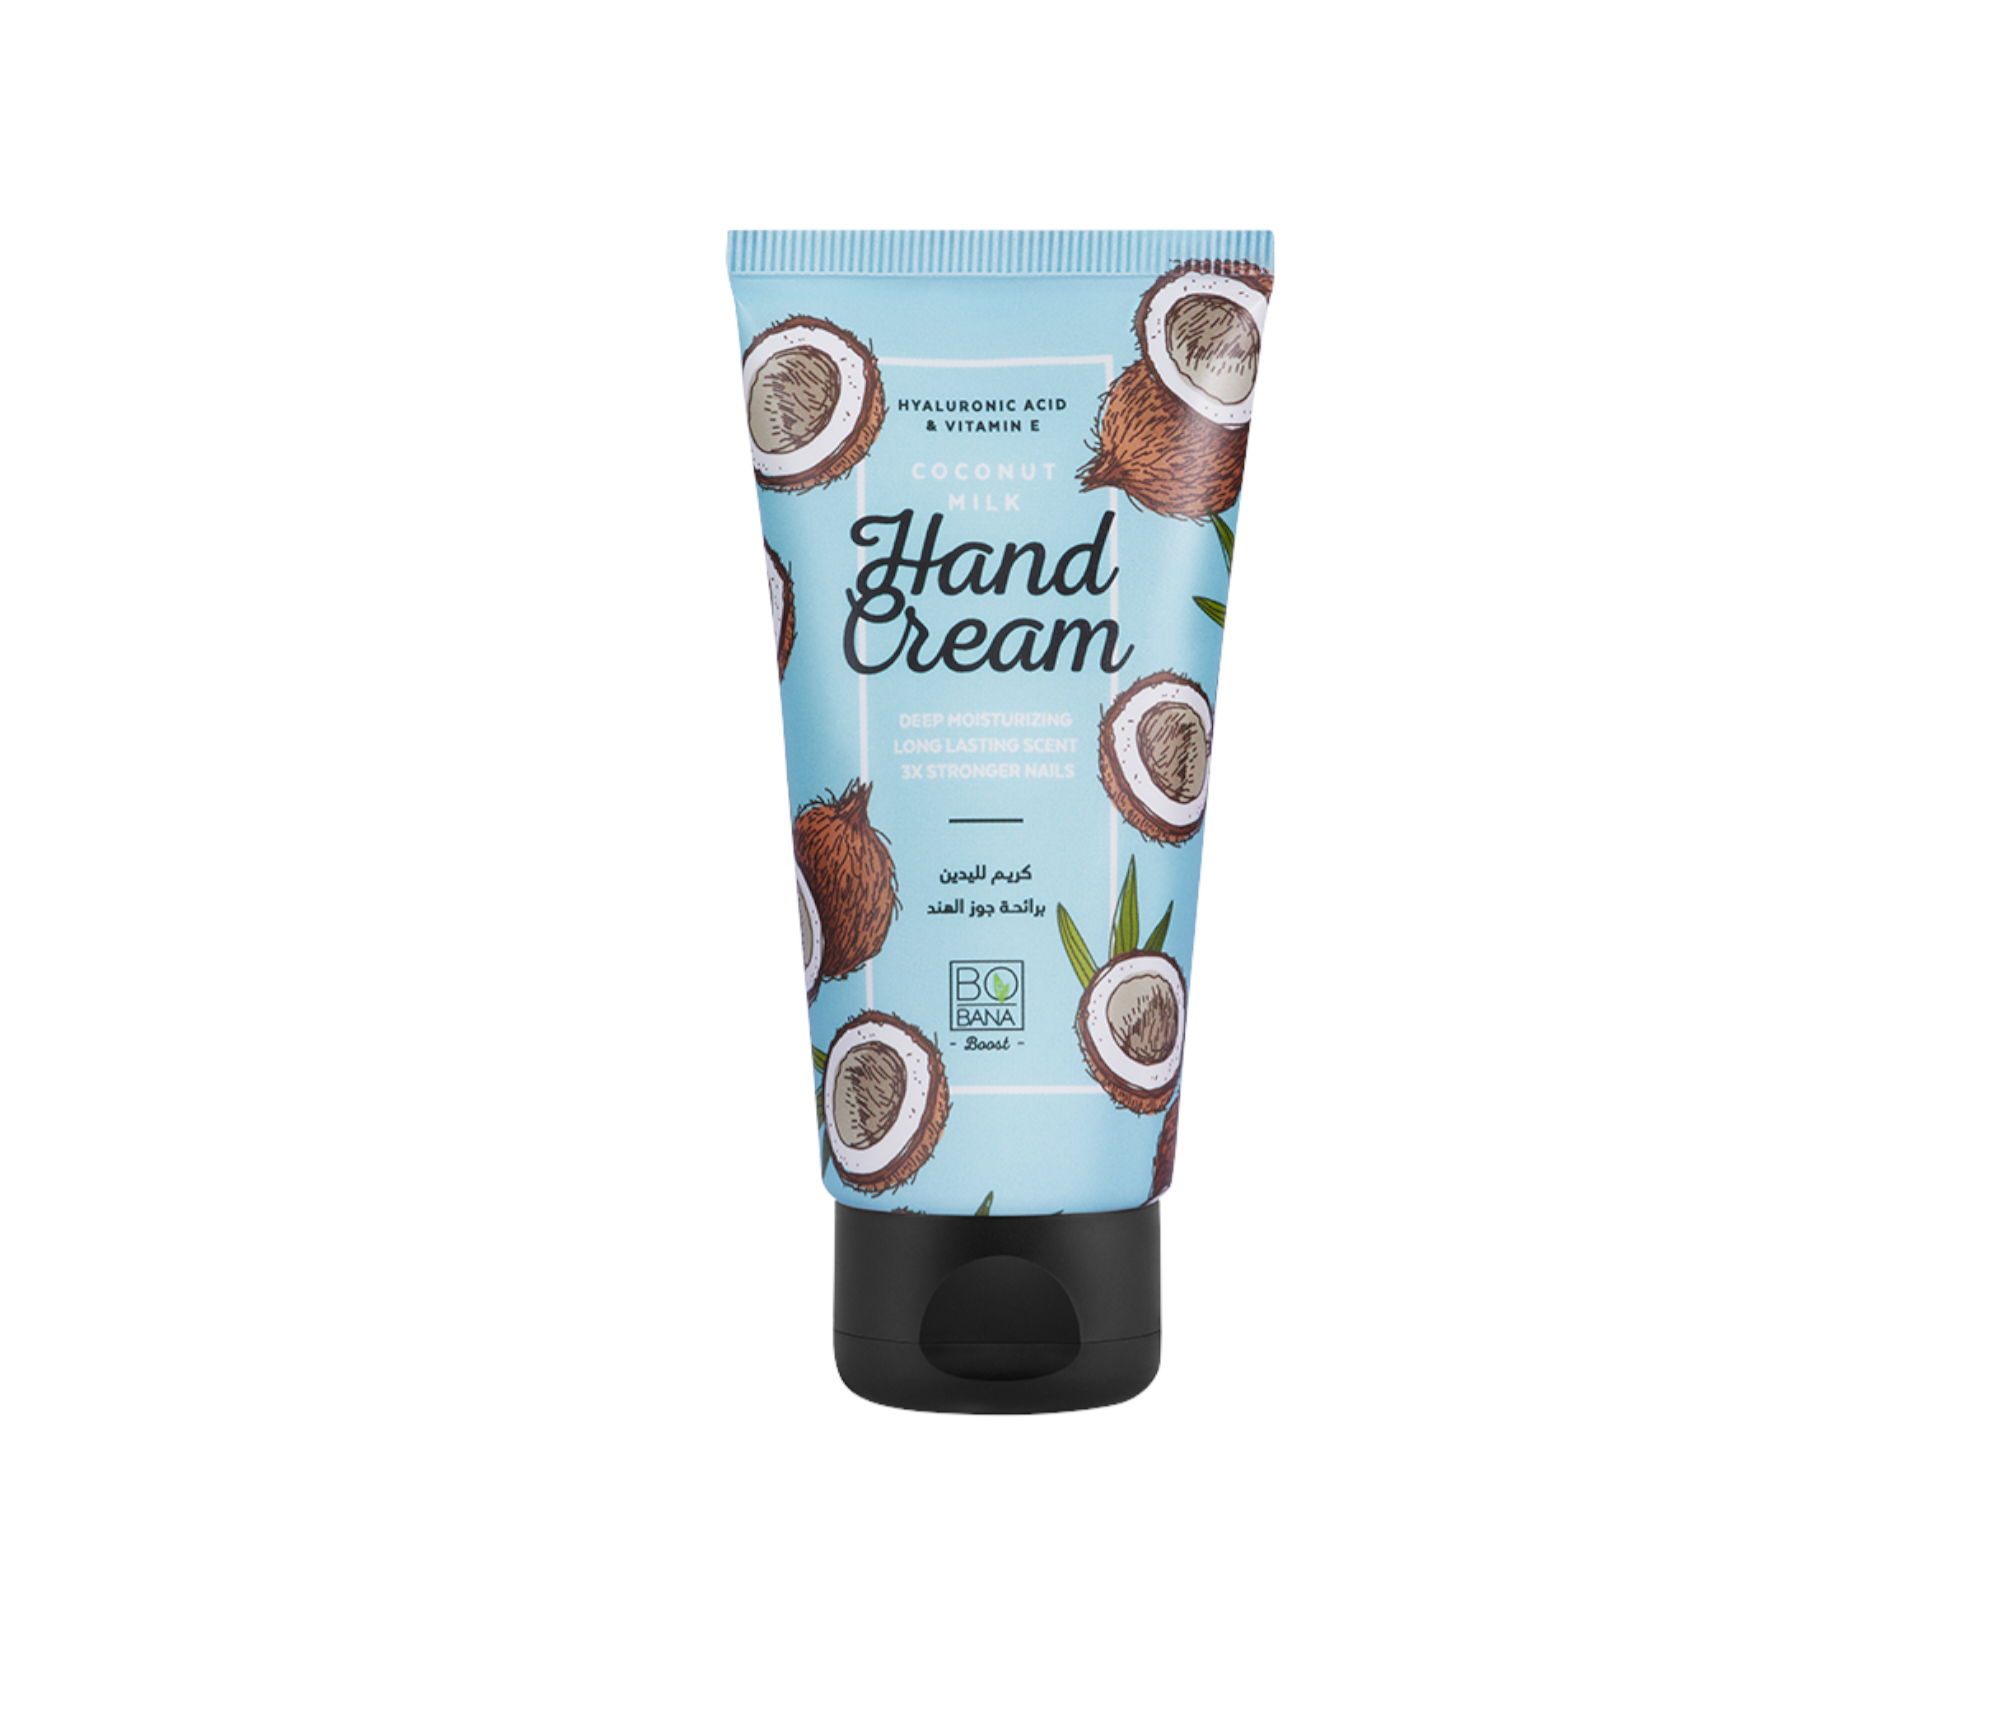 HYALURONIC ACID
& VITAMIN E
COCONUT
MILK
Hand
Cream
DEEP MOISTURIZING
LONG LASTING SCENT
3X STRONGER NAILS
كريم لليدين
برائحة جوز الهند
BO
BANA
- Boost -